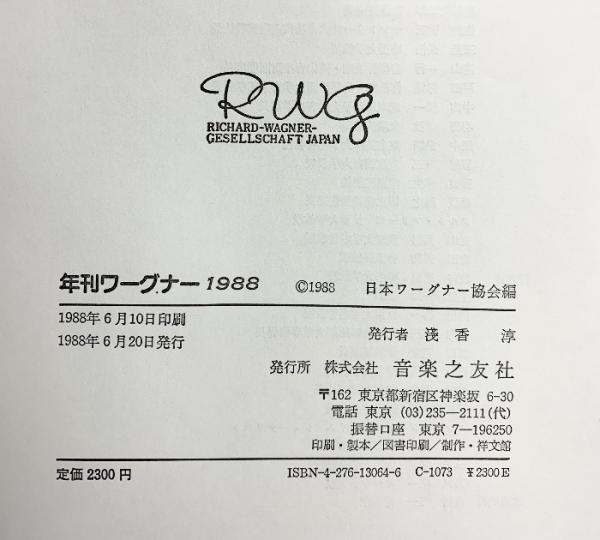 RWG
RICHARD-WAGNER-
GESELLSCHAFT JAPAN
年刊ワーグナー1988 ©1988 日本ワーグナー協会編
1988年6月10日印刷
1988年6月20日発行
発行者 淺香 淳
発行所 株式会社 音楽之友社
〒162 東京都新宿区神楽坂 6-30
電話 東京 (03)235―2111(代)
振替口座 東京 7―196250
印刷・製本/図書印刷/制作・祥文館
定価 2300 円 ISBN-4-276-13064-6 C-1073 ¥2300E